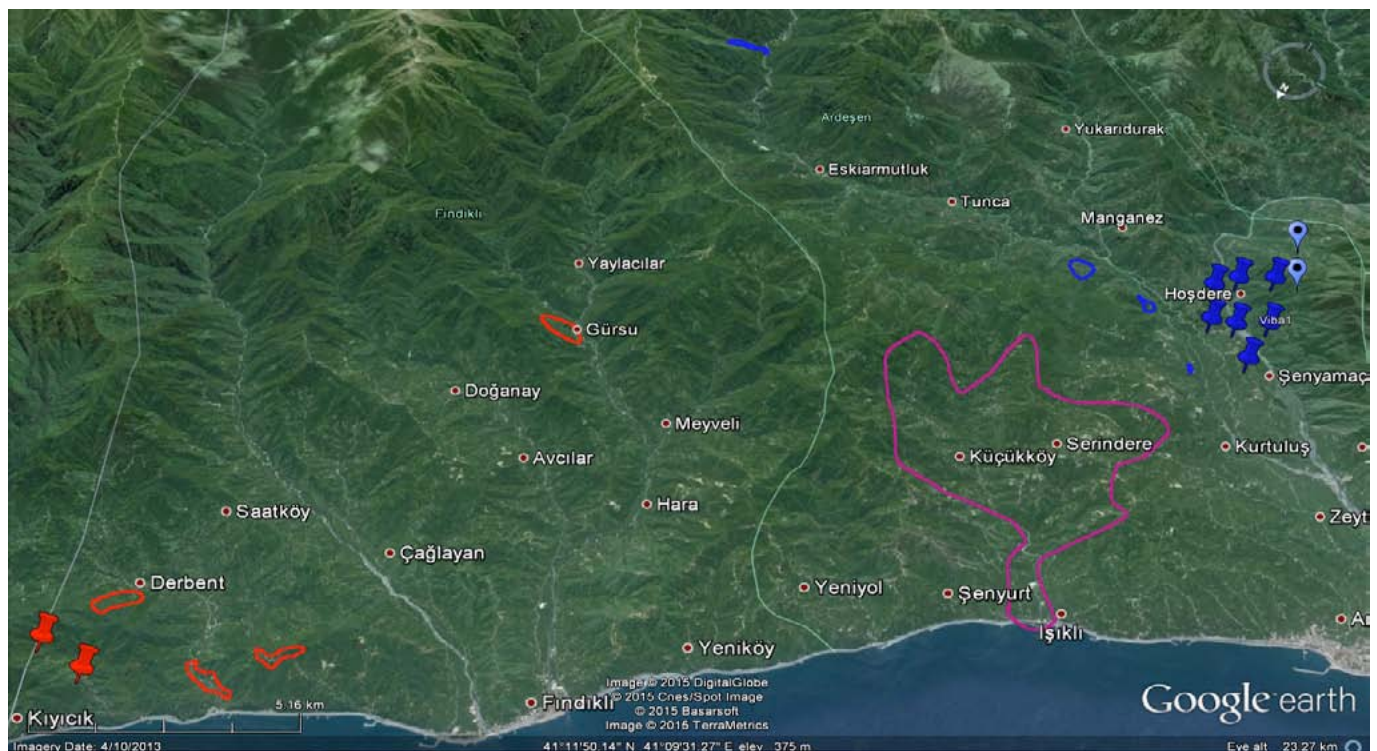 Ardeşen
Yukarıdurak
Eskiarmutluk
Tunca
Fındıklı
Manganez
Yaylacılar
Hoşdere
Viba1
Gürsu
Şenyamaç
Doğanay
Meyveli
Avcılar
Küçükköy
Serindere
Kurtuluş
Hara
Saatköy
Zeyt
Çağlayan
Derbent
Yeniyol
Şenyurt
Işıklı
Ar
Yeniköy
Kıyıcık
5.16 km
Fındıklı
Image © 2015 DigitalGlobe
© 2015 Cnes/Spot Image
© 2015 Basarsoft
Image © 2015 TerraMetrics
Google earth
Imagery Date: 4/10/2013
41°11'50.14" N 41°09'31.27" E elev 375 m
Eye alt 23.27 km
N